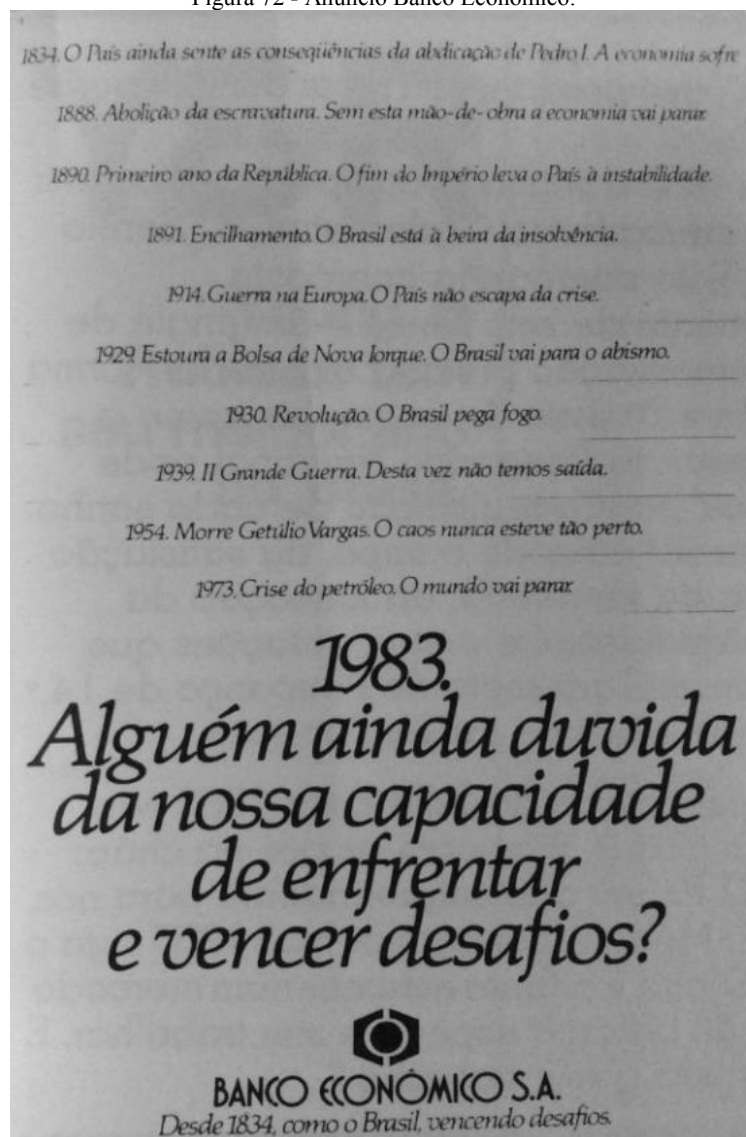 Figura 72 - Anúncio Banco Econômico.
1834. O País ainda sente as conseqüências da abdicação de Pedro I. A economia sofre
1888. Abolição da escravatura. Sem esta mão-de-obra a economia vai parar.
1890. Primeiro ano da República. O fim do Império leva o País à instabilidade.
1891. Encilhamento. O Brasil está à beira da insolvência.
1914. Guerra na Europa. O País não escapa da crise.
1929. Estoura a Bolsa de Nova Iorque. O Brasil vai para o abismo.
1930. Revolução. O Brasil pega fogo.
1939. II Grande Guerra. Desta vez não temos saída.
1954. Morre Getúlio Vargas. O caos nunca esteve tão perto.
1973. Crise do petróleo. O mundo vai parar.
1983.
Alguém ainda duvida
da nossa capacidade
de enfrentar
e vencer desafios?
BANCO ECONÔMICO S.A.
Desde 1834, como o Brasil, vencendo desafios.